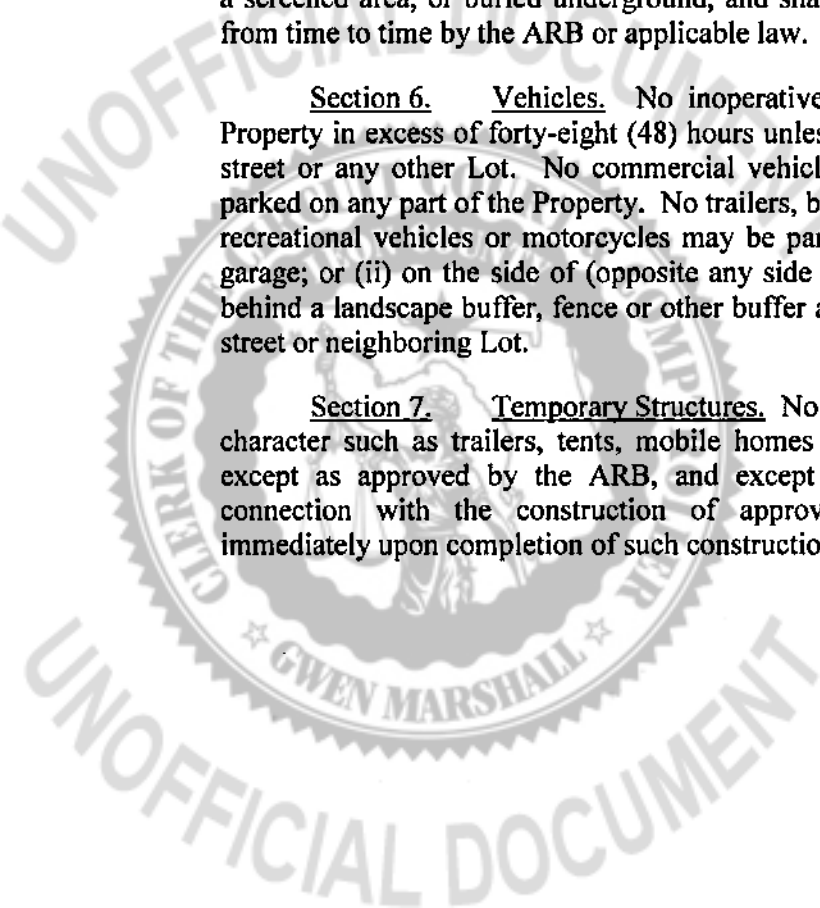 a screened area, or buried underground, and sha
from time to time by the ARB or applicable law.
Section 6. Vehicles. No inoperative
Property in excess of forty-eight (48) hours unles
street or any other Lot. No commercial vehicl
parked on any part of the Property. No trailers, b
recreational vehicles or motorcycles may be par
garage; or (ii) on the side of (opposite any side
behind a landscape buffer, fence or other buffer a
street or neighboring Lot.
Section 7. Temporary Structures. No
character such as trailers, tents, mobile homes
except as approved by the ARB, and except
connection with the construction of approv
immediately upon completion of such constructio
UNOFFICIAL DOCUMENT
CLERK OF THE CIRCUIT COURT
COMPTROLLER
GWEN MARSHALL
UNOFFICIAL DOCUMENT